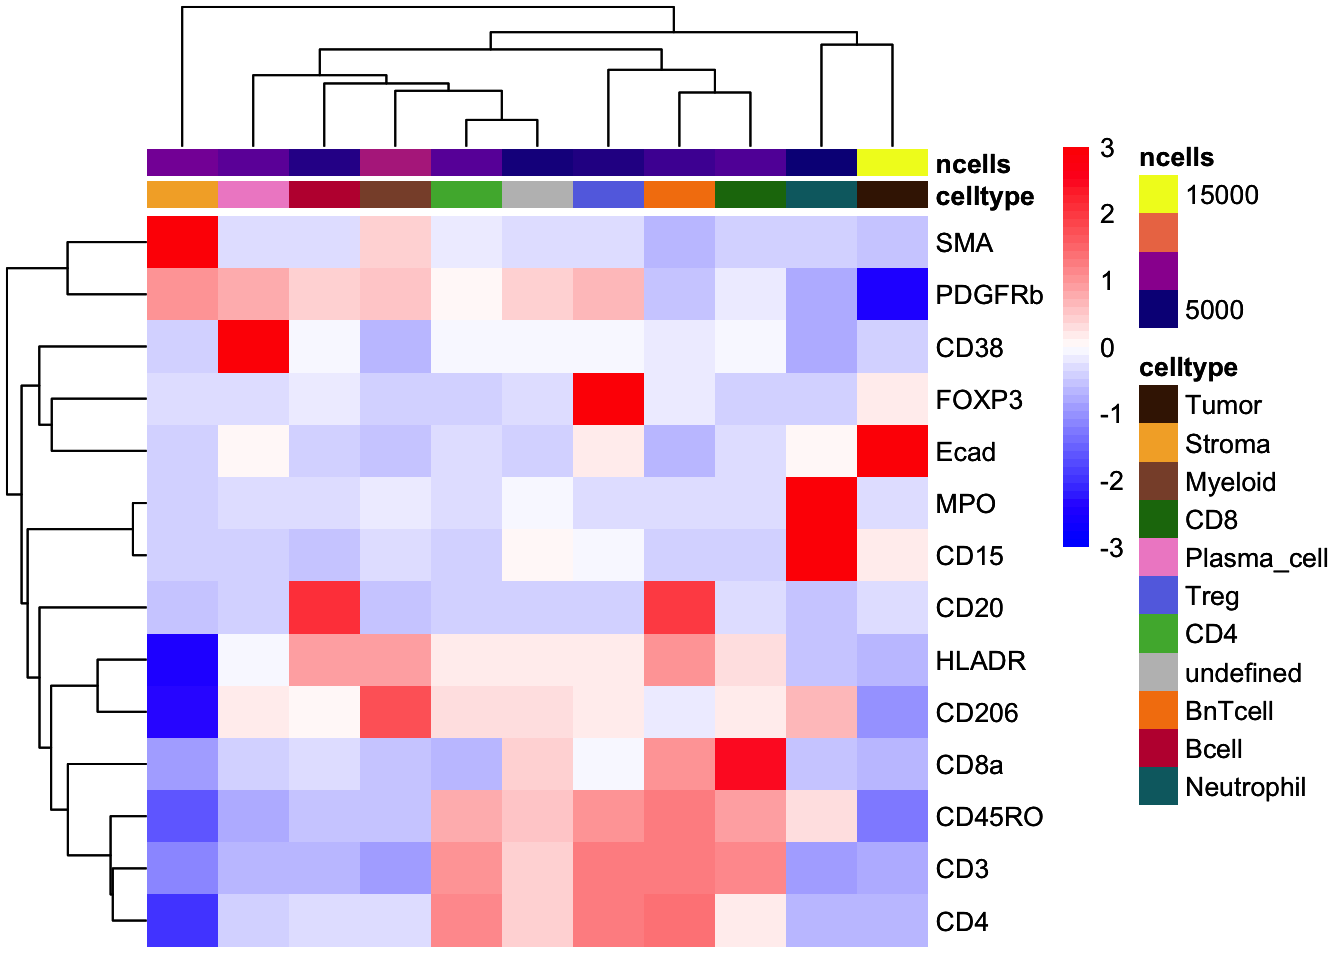 ncells
celltype
SMA
PDGFRb
CD38
FOXP3
Ecad
MPO
CD15
CD20
HLADR
CD206
CD8a
CD45RO
CD3
CD4
3
2
1
0
-1
-2
-3
ncells
15000
5000
celltype
Tumor
Stroma
Myeloid
CD8
Plasma_cell
Treg
CD4
undefined
BnTcell
Bcell
Neutrophil